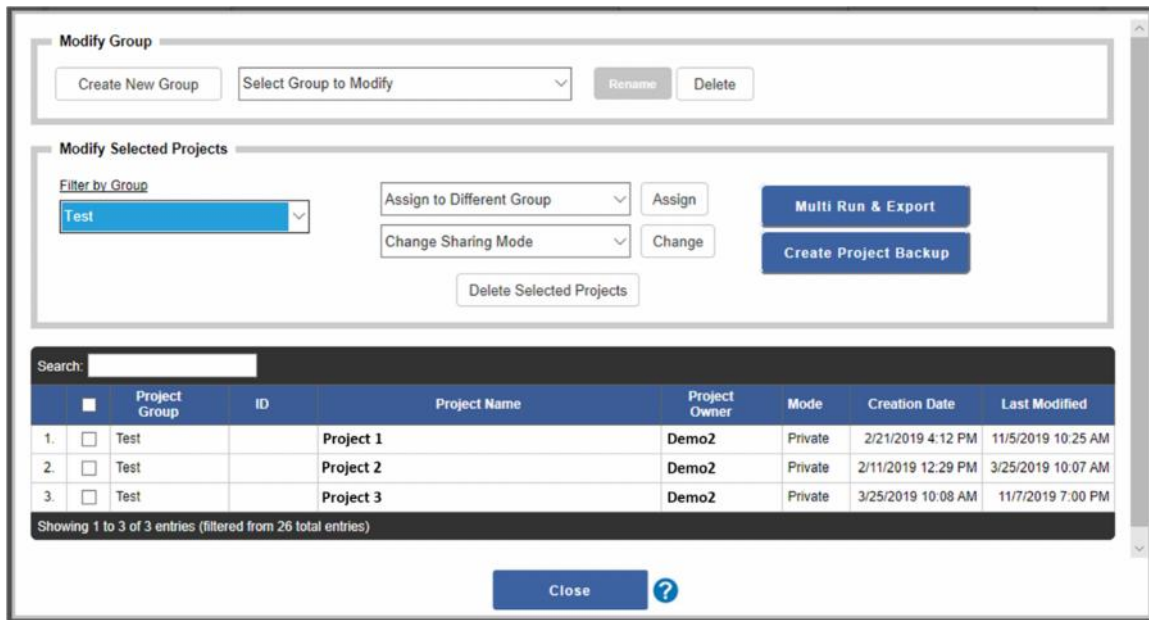 Modify Group
Create New Group Select Group to Modify Rename Delete
Modify Selected Projects
Filter by Group
Test
Assign to Different Group Assign
Change Sharing Mode Change
Delete Selected Projects
Multi Run & Export
Create Project Backup
Search:
Project Group ID Project Name Project Owner Mode Creation Date Last Modified
1. Test Project 1 Demo2 Private 2/21/2019 4:12 PM 11/5/2019 10:25 AM
2. Test Project 2 Demo2 Private 2/11/2019 12:29 PM 3/25/2019 10:07 AM
3. Test Project 3 Demo2 Private 3/25/2019 10:08 AM 11/7/2019 7:00 PM
Showing 1 to 3 of 3 entries (filtered from 26 total entries)
Close ?